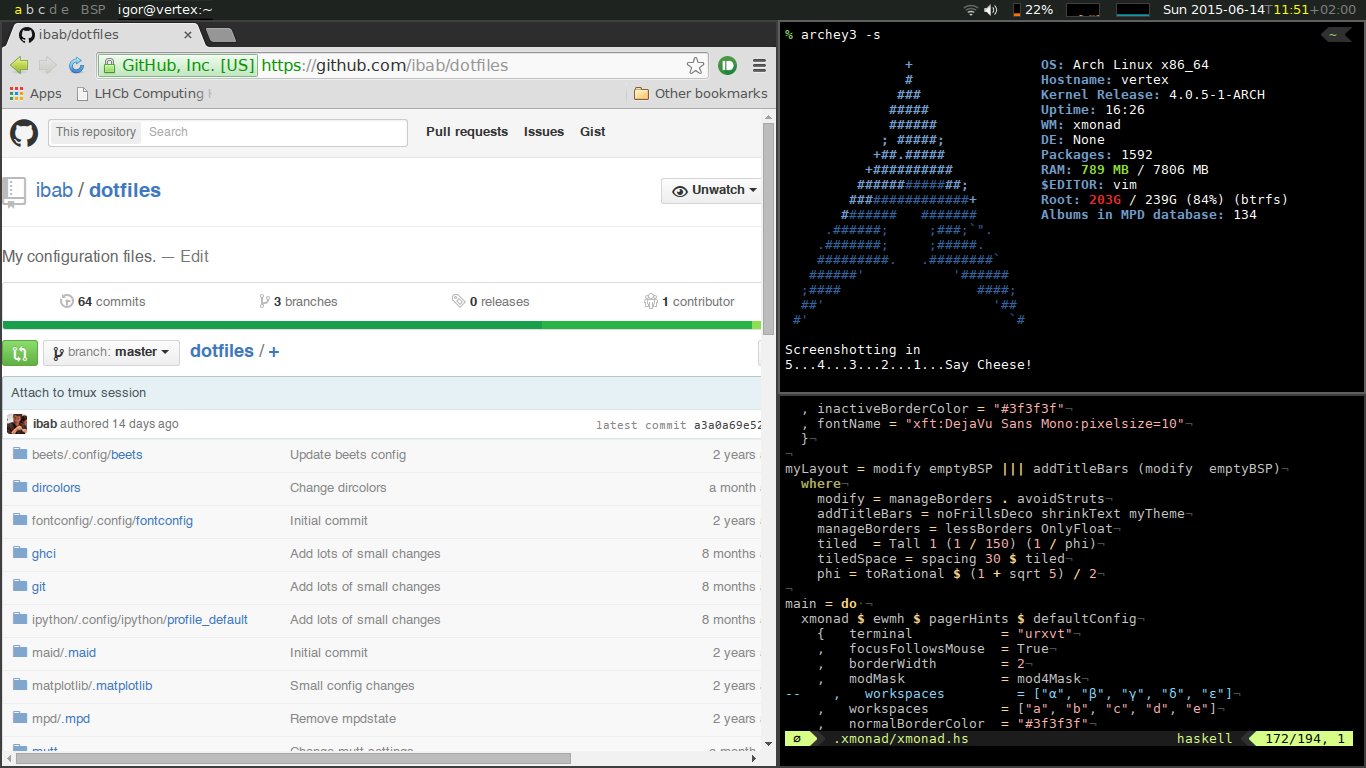 a b c d e BSP igor@vertex:~ 22% Sun 2015-06-14T11:51+02:00
ibab/dotfiles
GitHub, Inc. [US] https://github.com/ibab/dotfiles
Apps LHCb Computing Other bookmarks
This repository Search Pull requests Issues Gist
ibab / dotfiles Unwatch
My configuration files. — Edit
64 commits 3 branches 0 releases 1 contributor
branch: master dotfiles / +
Attach to tmux session
ibab authored 14 days ago latest commit a3a0a69e52
beets/.config/beets Update beets config 2 years
dircolors Change dircolors a month
fontconfig/.config/fontconfig Initial commit 2 years
ghci Add lots of small changes 8 months
git Add lots of small changes 8 months
ipython/.config/ipython/profile_default Add lots of small changes 8 months
maid/.maid Initial commit 2 years
matplotlib/.matplotlib Small config changes 2 years
mpd/.mpd Remove mpdstate 2 years
mutt Change mutt settings a month
% archey3 -s ~
+ OS: Arch Linux x86_64
# Hostname: vertex
### Kernel Release: 4.0.5-1-ARCH
##### Uptime: 16:26
###### WM: xmonad
; #####; DE: None
+##.##### Packages: 1592
+########## RAM: 789 MB / 7806 MB
#############; $EDITOR: vim
###############+ Root: 203G / 239G (84%) (btrfs)
####### ####### Albums in MPD database: 134
.######; ;###;`".
.#######; ;#####.
#########. .########`
######' '######
;#### ####;
##' '##
#' `#
Screenshotting in
5...4...3...2...1...Say Cheese!
, inactiveBorderColor = "#3f3f3f"¬
, fontName = "xft:DejaVu Sans Mono:pixelsize=10"¬
}¬
¬
myLayout = modify emptyBSP ||| addTitleBars (modify  emptyBSP)¬
where¬
modify = manageBorders . avoidStruts¬
addTitleBars = noFrillsDeco shrinkText myTheme¬
manageBorders = lessBorders OnlyFloat¬
tiled  = Tall 1 (1 / 150) (1 / phi)¬
tiledSpace = spacing 30 $ tiled¬
phi = toRational $ (1 + sqrt 5) / 2¬
¬
main = do·¬
xmonad $ ewmh $ pagerHints $ defaultConfig¬
{   terminal           = "urxvt"¬
,   focusFollowsMouse  = True¬
,   borderWidth        = 2¬
,   modMask            = mod4Mask¬
--    ,   workspaces         = ["α", "β", "γ", "δ", "ε"]¬
,   workspaces         = ["a", "b", "c", "d", "e"]¬
,   normalBorderColor  = "#3f3f3f"¬
ø .xmonad/xmonad.hs haskell 172/194, 1